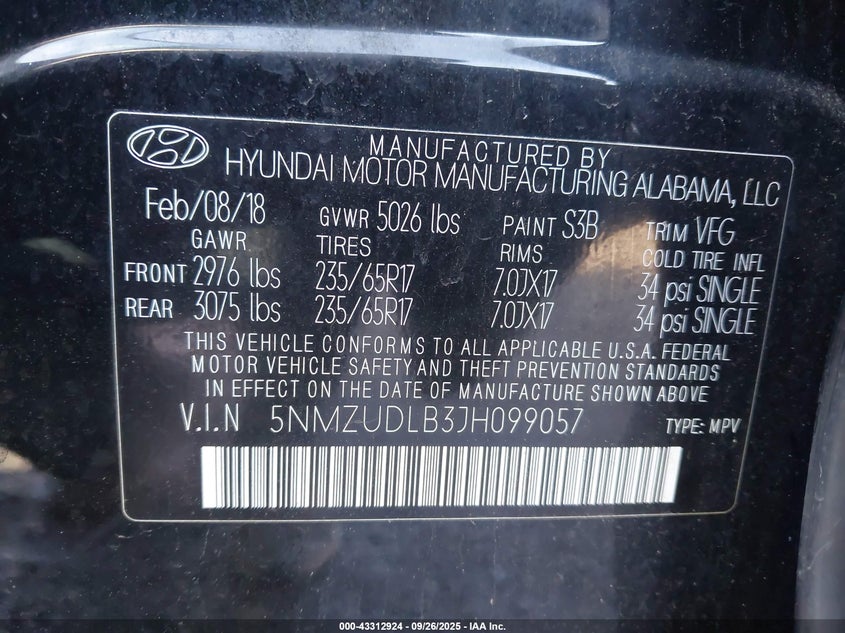 MANUFACTURED BY
HYUNDAI MOTOR MANUFACTURING ALABAMA, LLC
Feb/08/18 GVWR 5026 lbs PAINT S3B TRIM VFG
GAWR TIRES RIMS COLD TIRE INFL
FRONT 2976 lbs 235/65R17 7.0JX17 34 psi SINGLE
REAR 3075 lbs 235/65R17 7.0JX17 34 psi SINGLE
THIS VEHICLE CONFORMS TO ALL APPLICABLE U.S.A. FEDERAL
MOTOR VEHICLE SAFETY AND THEFT PREVENTION STANDARDS
IN EFFECT ON THE DATE OF MANUFACTURE SHOWN ABOVE
V.I.N 5NMZUDLB3JH099057 TYPE: MPV
000-43312924 - 09/26/2025 - IAA Inc.